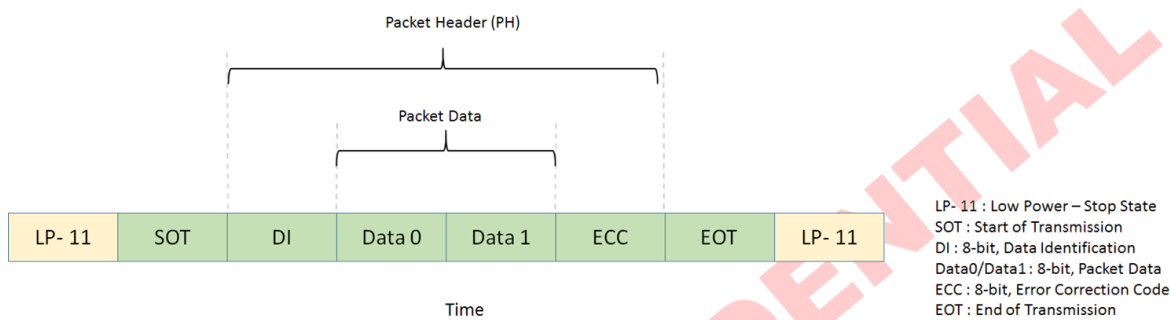 Packet Header (PH)
Packet Data
LP- 11 SOT DI Data 0 Data 1 ECC EOT LP- 11
Time
LP- 11 : Low Power – Stop State
SOT : Start of Transmission
DI : 8-bit, Data Identification
Data0/Data1 : 8-bit, Packet Data
ECC : 8-bit, Error Correction Code
EOT : End of Transmission
DENTIAL